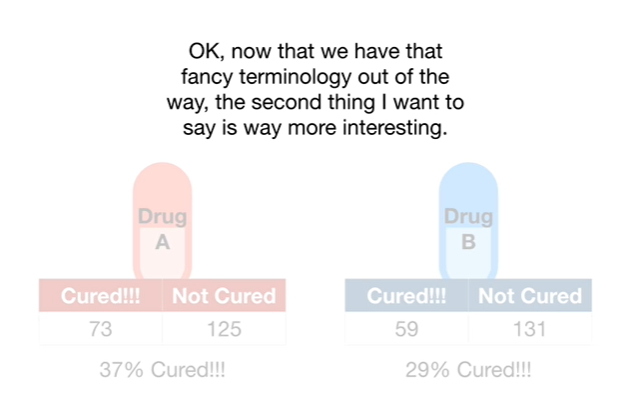 OK, now that we have that
fancy terminology out of the
way, the second thing I want to
say is way more interesting.
Drug
A
Drug
B
Cured!!! Not Cured
73 125
37% Cured!!!
Cured!!! Not Cured
59 131
29% Cured!!!